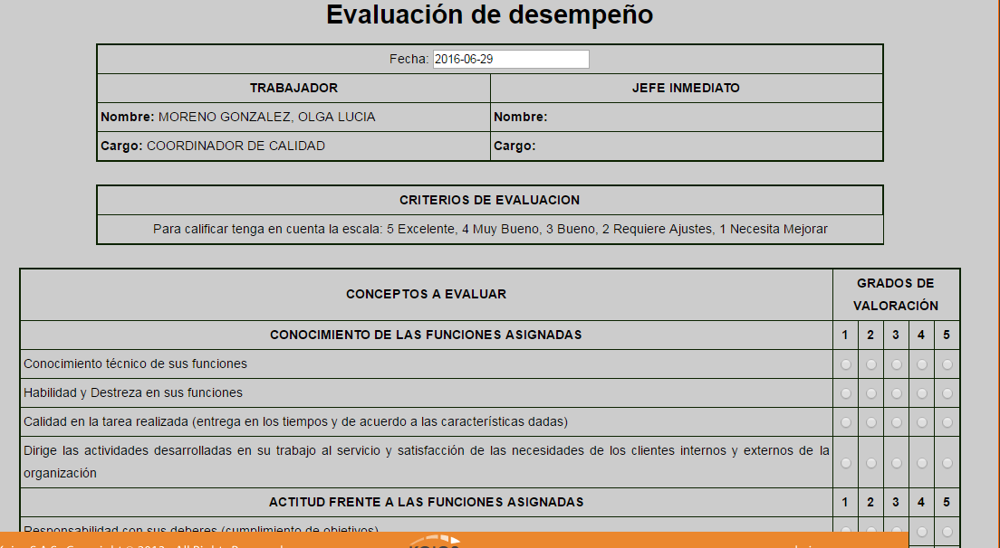 Evaluación de desempeño
Fecha: 2016-06-29
TRABAJADOR JEFE INMEDIATO
Nombre: MORENO GONZALEZ, OLGA LUCIA Nombre:
Cargo: COORDINADOR DE CALIDAD Cargo:
CRITERIOS DE EVALUACION
Para calificar tenga en cuenta la escala: 5 Excelente, 4 Muy Bueno, 3 Bueno, 2 Requiere Ajustes, 1 Necesita Mejorar
CONCEPTOS A EVALUAR
GRADOS DE
VALORACIÓN
CONOCIMIENTO DE LAS FUNCIONES ASIGNADAS 1 2 3 4 5
Conocimiento técnico de sus funciones
Habilidad y Destreza en sus funciones
Calidad en la tarea realizada (entrega en los tiempos y de acuerdo a las características dadas)
Dirige las actividades desarrolladas en su trabajo al servicio y satisfacción de las necesidades de los clientes internos y externos de la
organización
ACTITUD FRENTE A LAS FUNCIONES ASIGNADAS 1 2 3 4 5
Responsabilidad con sus deberes (cumplimiento de objetivos)